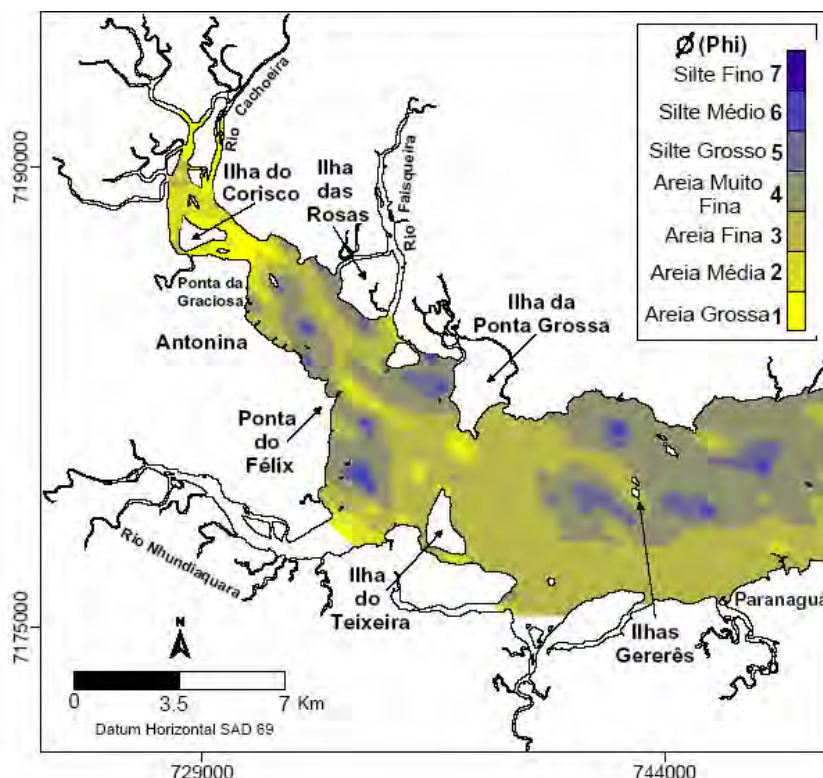 Ø (Phi)
Silte Fino 7
Silte Médio 6
Silte Grosso 5
Areia Muito
Fina 4
Areia Fina 3
Areia Média 2
Areia Grossa 1
Rio Cachoeira
Ilha do
Corisco
Ilha
das
Rosas
Rio Faisqueira
Ponta da
Graciosa
Antonina
Ilha da
Ponta Grossa
Ponta
do
Félix
Rio Nhundiaquara
Ilha
do
Teixeira
Ilhas
Gererês
Paranaguá
7190000
7175000
N
0 3.5 7 Km
Datum Horizontal SAD 69
729000 744000